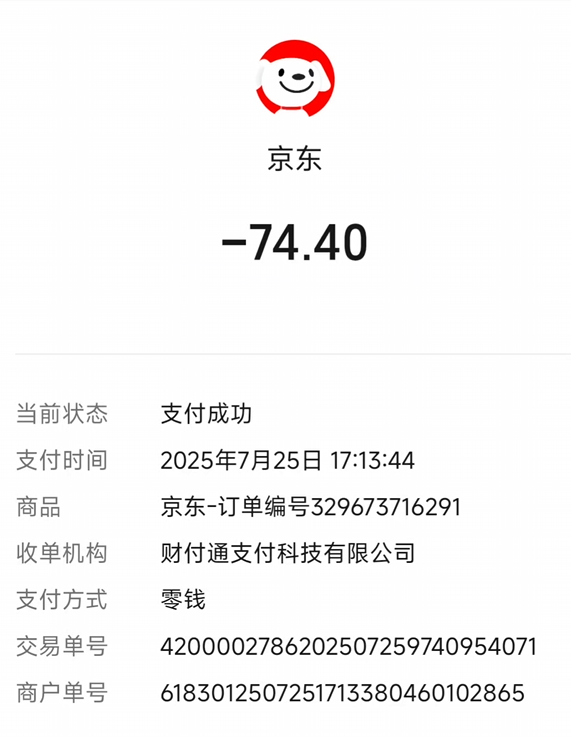 京东
-74.40
当前状态 支付成功
支付时间 2025年7月25日 17:13:44
商品 京东-订单编号329673716291
收单机构 财付通支付科技有限公司
支付方式 零钱
交易单号 4200002786202507259740954071
商户单号 6183012507251713380460102865